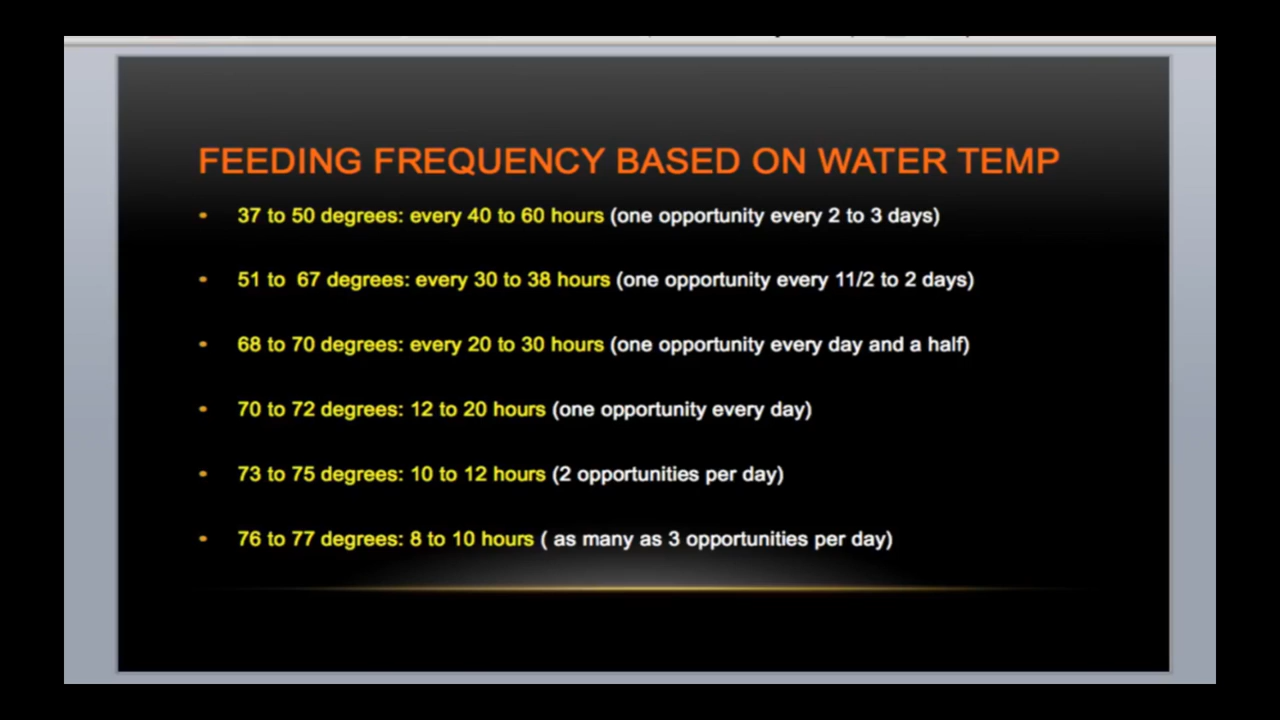 FEEDING FREQUENCY BASED ON WATER TEMP
• 37 to 50 degrees: every 40 to 60 hours (one opportunity every 2 to 3 days)
• 51 to  67 degrees: every 30 to 38 hours (one opportunity every 11/2 to 2 days)
• 68 to 70 degrees: every 20 to 30 hours (one opportunity every day and a half)
• 70 to 72 degrees: 12 to 20 hours (one opportunity every day)
• 73 to 75 degrees: 10 to 12 hours (2 opportunities per day)
• 76 to 77 degrees: 8 to 10 hours ( as many as 3 opportunities per day)